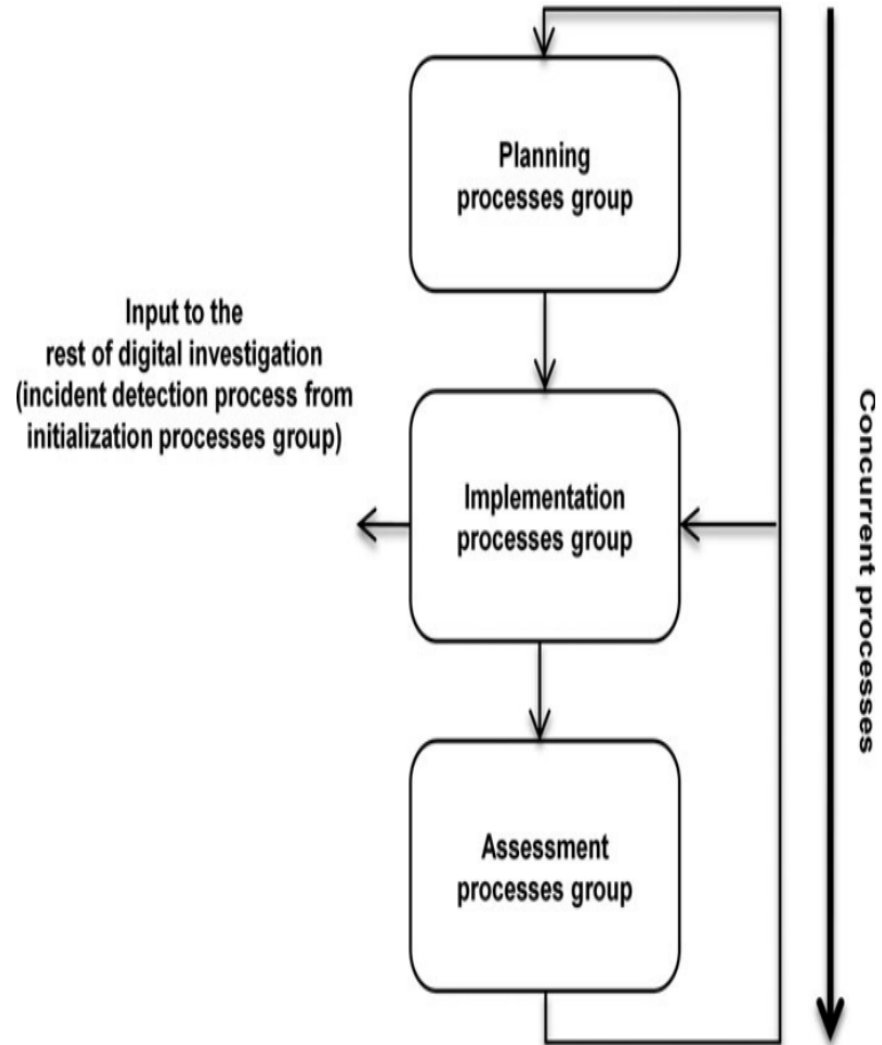 Planning
processes group
Input to the
rest of digital investigation
(incident detection process from
initialization processes group)
Implementation
processes group
Concurrent processes
Assessment
processes group